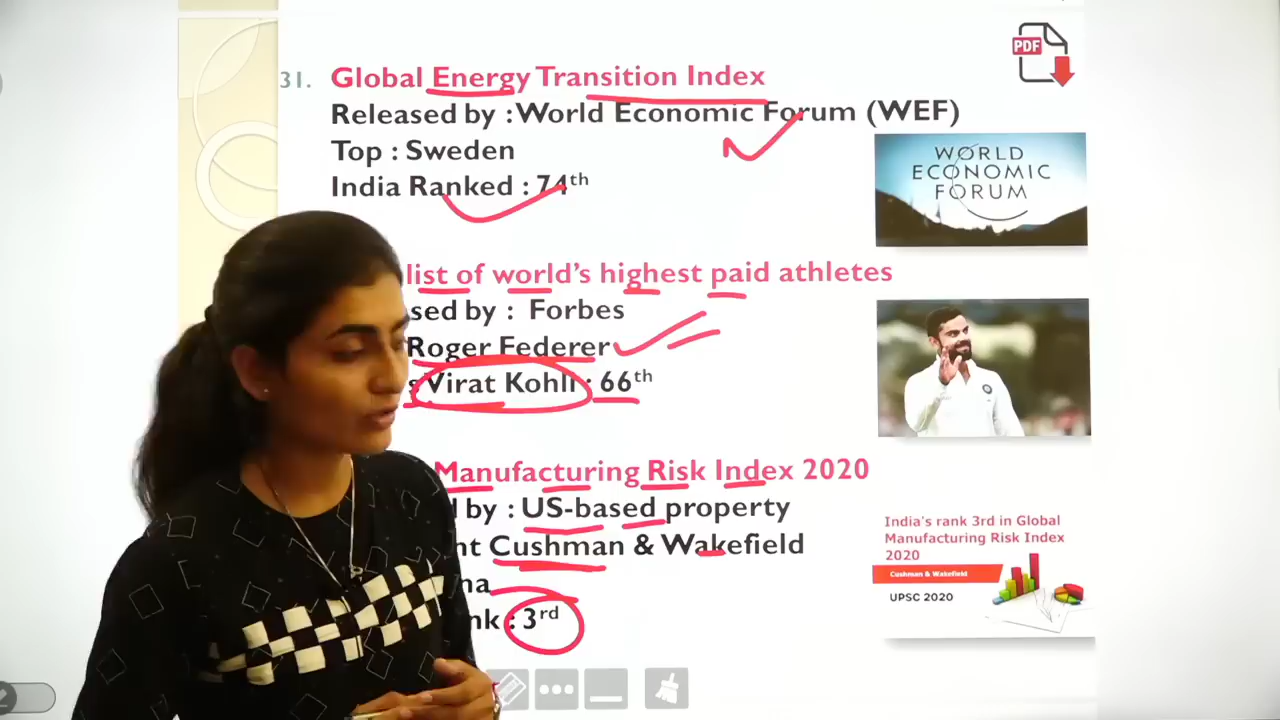 31. Global Energy Transition Index
Released by : World Economic Forum (WEF)
Top : Sweden
India Ranked : 74th
list of world's highest paid athletes
sed by : Forbes
Roger Federer
s Virat Kohli : 66th
Manufacturing Risk Index 2020
by : US-based property
nt Cushman & Wakefield
na
nk : 3rd
PDF
WORLD
ECONOMIC
FORUM
India's rank 3rd in Global
Manufacturing Risk Index
2020
Cushman & Wakefield
UPSC 2020